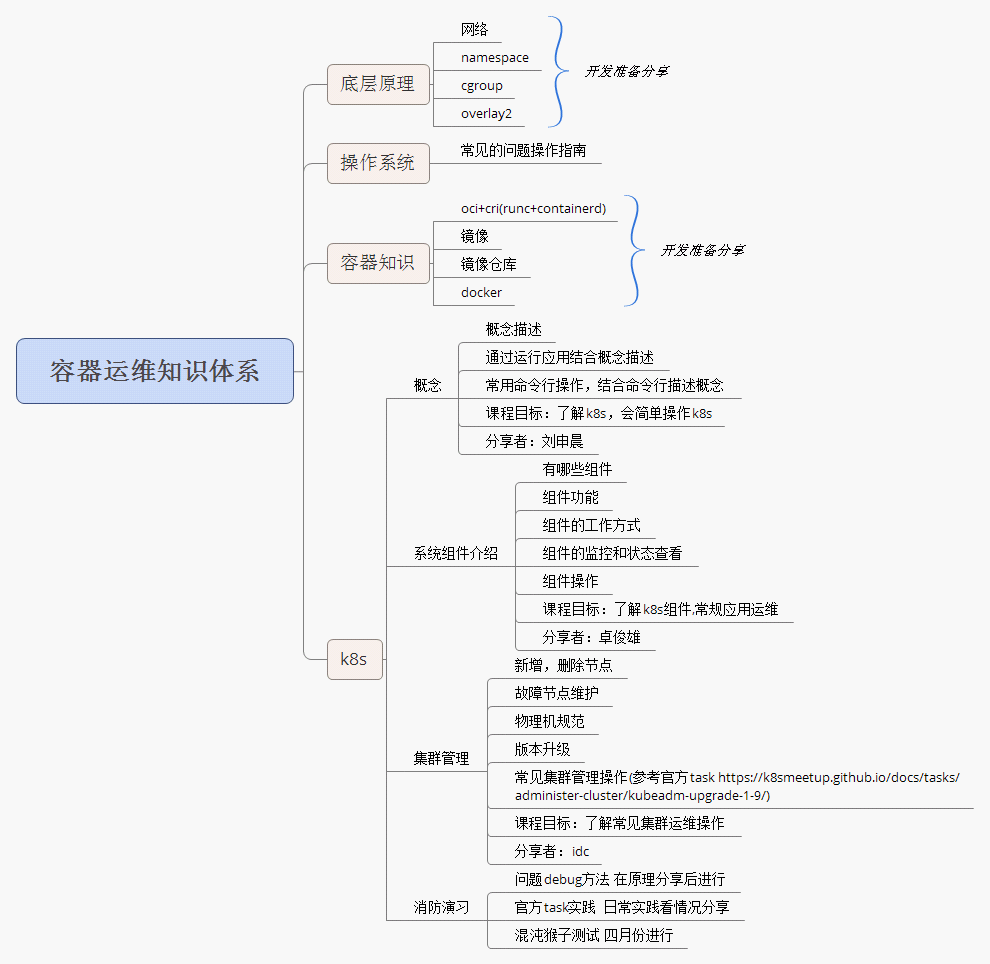 容器运维知识体系
底层原理
网络
namespace
cgroup
overlay2
开发准备分享
操作系统
常见的问题操作指南
容器知识
oci+cri(runc+containerd)
镜像
镜像仓库
docker
开发准备分享
k8s
概念
概念描述
通过运行应用结合概念描述
常用命令行操作，结合命令行描述概念
课程目标：了解k8s，会简单操作k8s
分享者：刘申晨
系统组件介绍
有哪些组件
组件功能
组件的工作方式
组件的监控和状态查看
组件操作
课程目标：了解k8s组件,常规应用运维
分享者：卓俊雄
集群管理
新增，删除节点
故障节点维护
物理机规范
版本升级
常见集群管理操作(参考官方task https://k8smeetup.github.io/docs/tasks/
administer-cluster/kubeadm-upgrade-1-9/)
课程目标：了解常见集群运维操作
分享者：idc
消防演习
问题debug方法 在原理分享后进行
官方task实践  日常实践看情况分享
混沌猴子测试 四月份进行